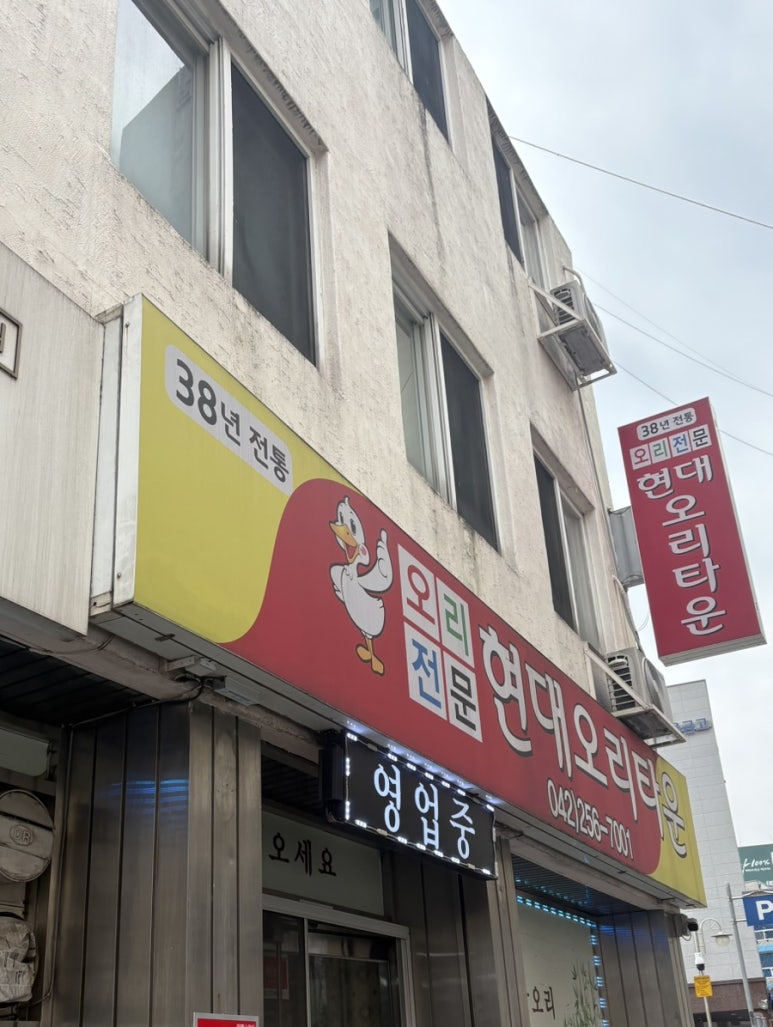 38년 전통
오리
전문
현대오리타운
042)256-7001
38년 전통
오리전문
현대오리타운
영업중
오세요
오리
P